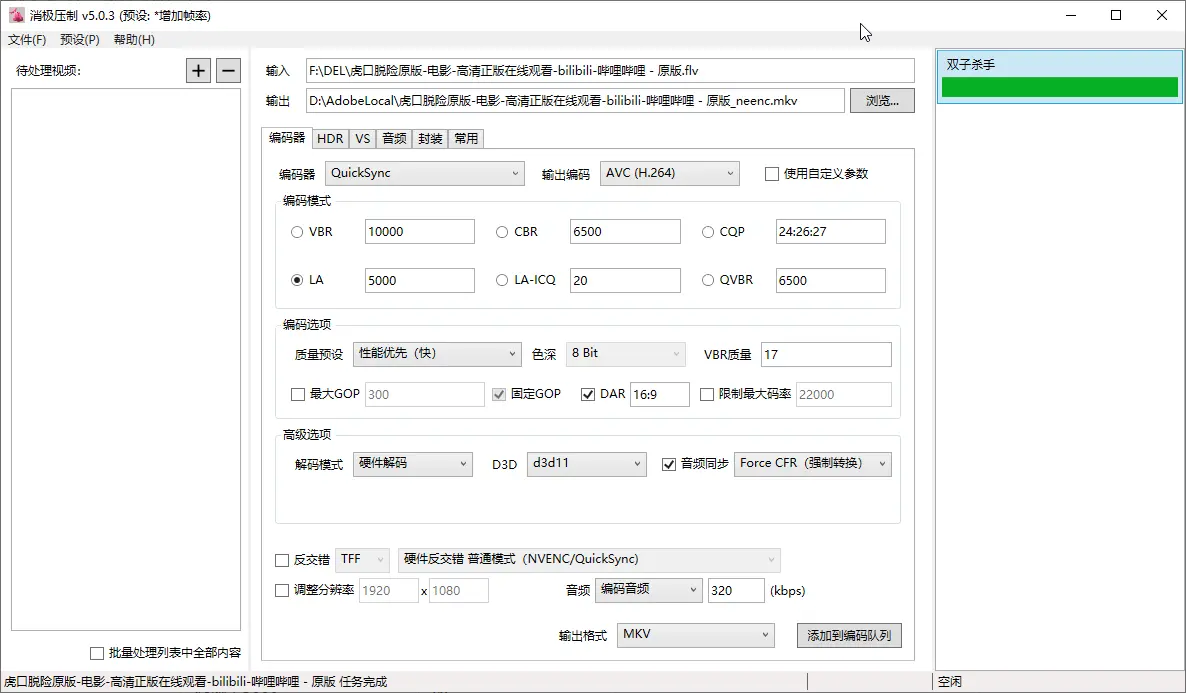 消极压制 v5.0.3 (预设: *增加帧率)
文件(F) 预设(P) 帮助(H)
待处理视频:
输入 F:\DEL\虎口脱险原版-电影-高清正版在线观看-bilibili-哔哩哔哩 - 原版.flv
输出 D:\AdobeLocal\虎口脱险原版-电影-高清正版在线观看-bilibili-哔哩哔哩 - 原版_neenc.mkv 浏览...
双子杀手
编码器 HDR VS 音频 封装 常用
编码器 QuickSync 输出编码 AVC (H.264) 使用自定义参数
编码模式
VBR 10000 CBR 6500 CQP 24:26:27
LA 5000 LA-ICQ 20 QVBR 6500
编码选项
质量预设 性能优先（快） 色深 8 Bit VBR质量 17
最大GOP 300 固定GOP DAR 16:9 限制最大码率 22000
高级选项
解码模式 硬件解码 D3D d3d11 音频同步 Force CFR（强制转换）
反交错 TFF 硬件反交错 普通模式（NVENC/QuickSync)
调整分辨率 1920 x 1080 音频 编码音频 320 (kbps)
输出格式 MKV 添加到编码队列
批量处理列表中全部内容
虎口脱险原版-电影-高清正版在线观看-bilibili-哔哩哔哩 - 原版 任务完成 空闲